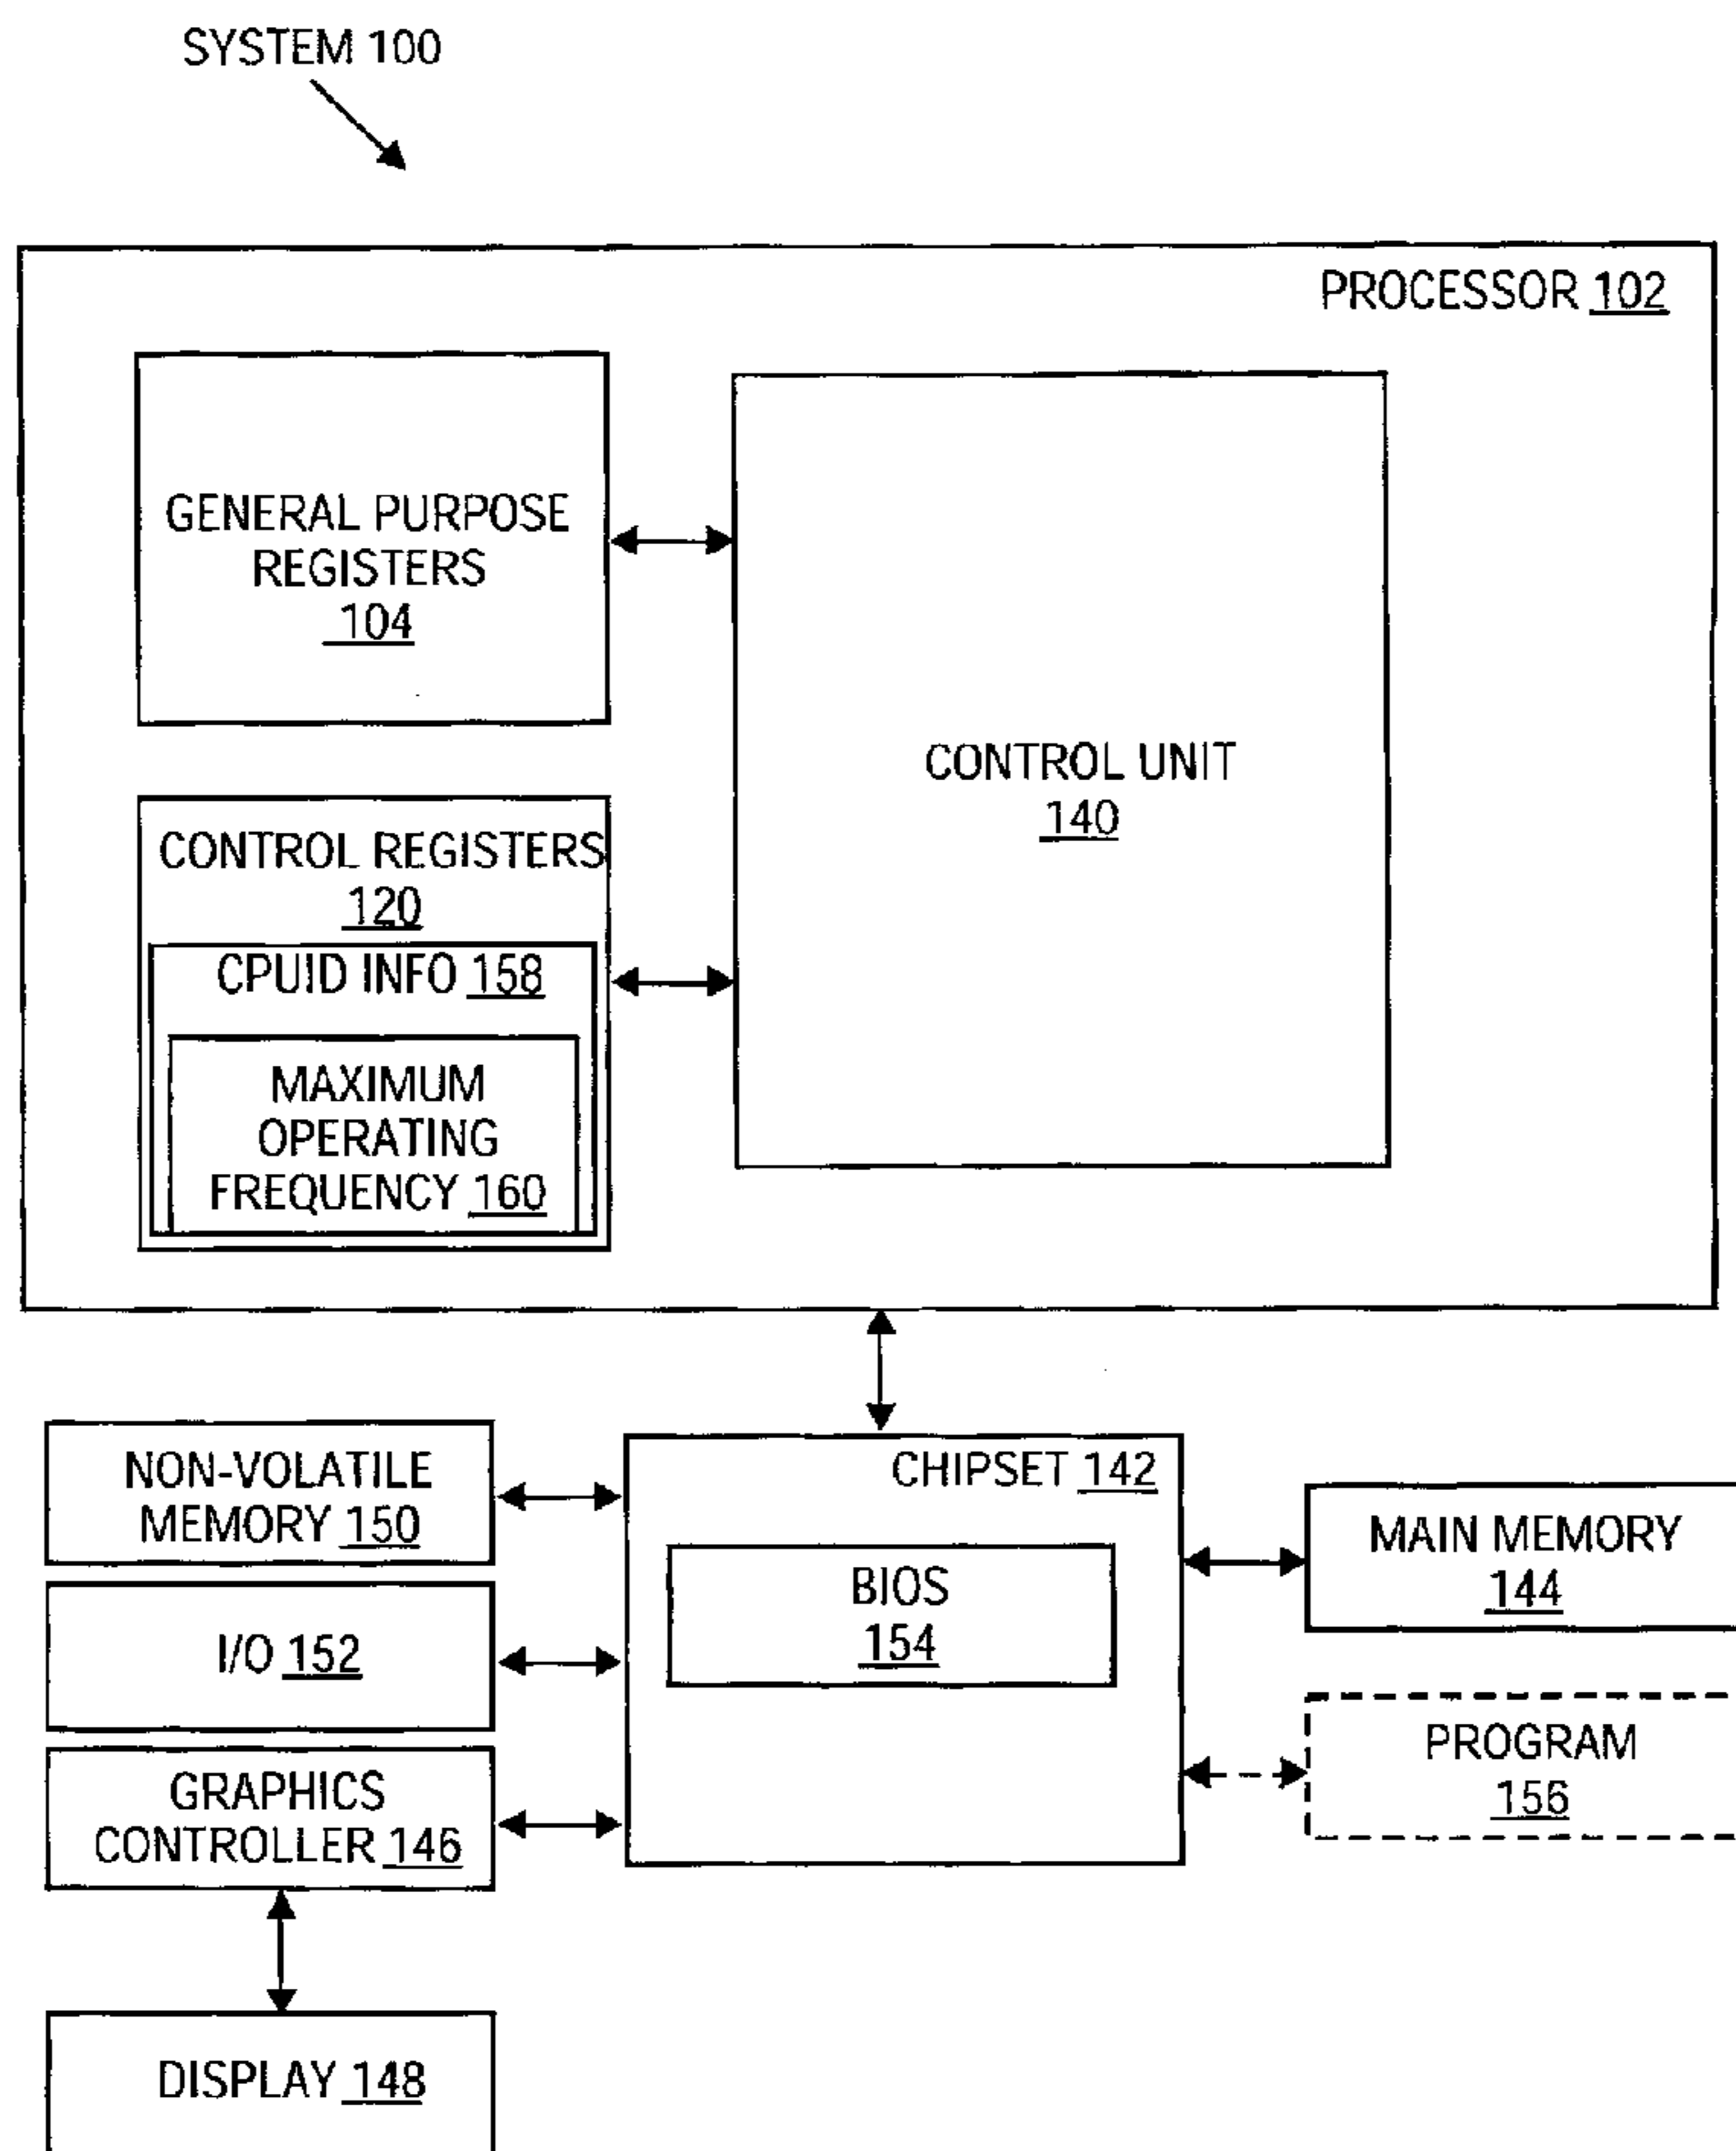 SYSTEM 100
PROCESSOR 102
GENERAL PURPOSE
REGISTERS
104
CONTROL UNIT
140
CONTROL REGISTERS
120
CPUID INFO 158
MAXIMUM
OPERATING
FREQUENCY 160
NON-VOLATILE
MEMORY 150
I/O 152
GRAPHICS
CONTROLLER 146
CHIPSET 142
BIOS
154
MAIN MEMORY
144
PROGRAM
156
DISPLAY 148